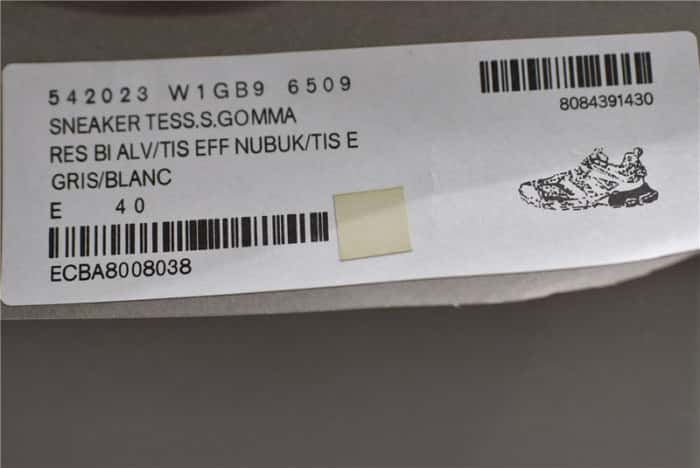 542023 W1GB9 6509
SNEAKER TESS.S.GOMMA
RES BI ALV/TIS EFF NUBUK/TIS E
GRIS/BLANC
E 40
ECBA8008038
8084391430